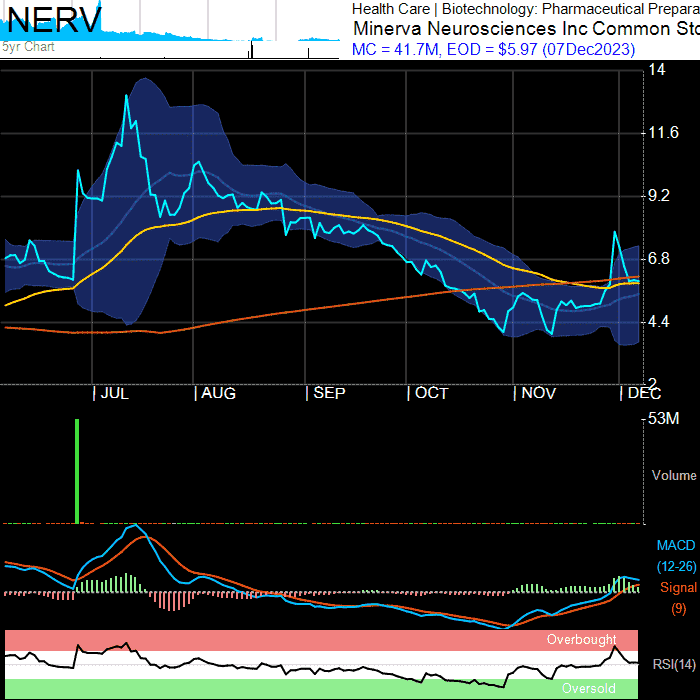 NERV
5yr Chart
Health Care | Biotechnology: Pharmaceutical Prepara
Minerva Neurosciences Inc Common Sto
MC = 41.7M, EOD = $5.97 (07Dec2023)
14
11.6
9.2
6.8
4.4
2
JUL
AUG
SEP
OCT
NOV
DEC
53M
Volume
MACD
(12-26)
Signal
(9)
Overbought
RSI(14)
Oversold